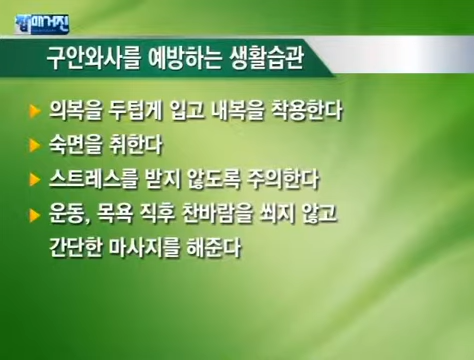 매거진
구안와사를 예방하는 생활습관
의복을 두텁게 입고 내복을 착용한다
숙면을 취한다
스트레스를 받지 않도록 주의한다
운동, 목욕 직후 찬바람을 쐬지 않고
간단한 마사지를 해준다